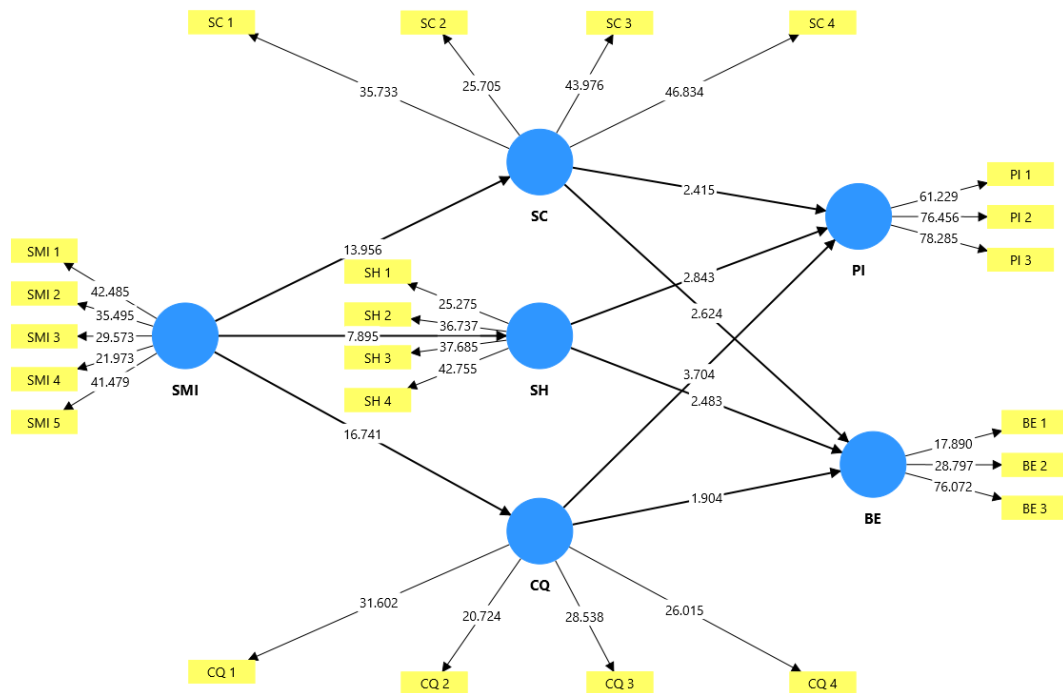 SC 1
SC 2
SC 3
SC 4
35.733
25.705
43.976
46.834
SC
2.415
PI 1
PI 2
PI 3
61.229
76.456
78.285
PI
SMI 1
SMI 2
SMI 3
SMI 4
SMI 5
42.485
35.495
29.573
21.973
41.479
SMI
13.956
7.895
16.741
SH 1
SH 2
SH 3
SH 4
25.275
36.737
37.685
42.755
SH
2.843
2.624
3.704
2.483
1.904
BE 1
BE 2
BE 3
17.890
28.797
76.072
BE
CQ
31.602
20.724
28.538
26.015
CQ 1
CQ 2
CQ 3
CQ 4